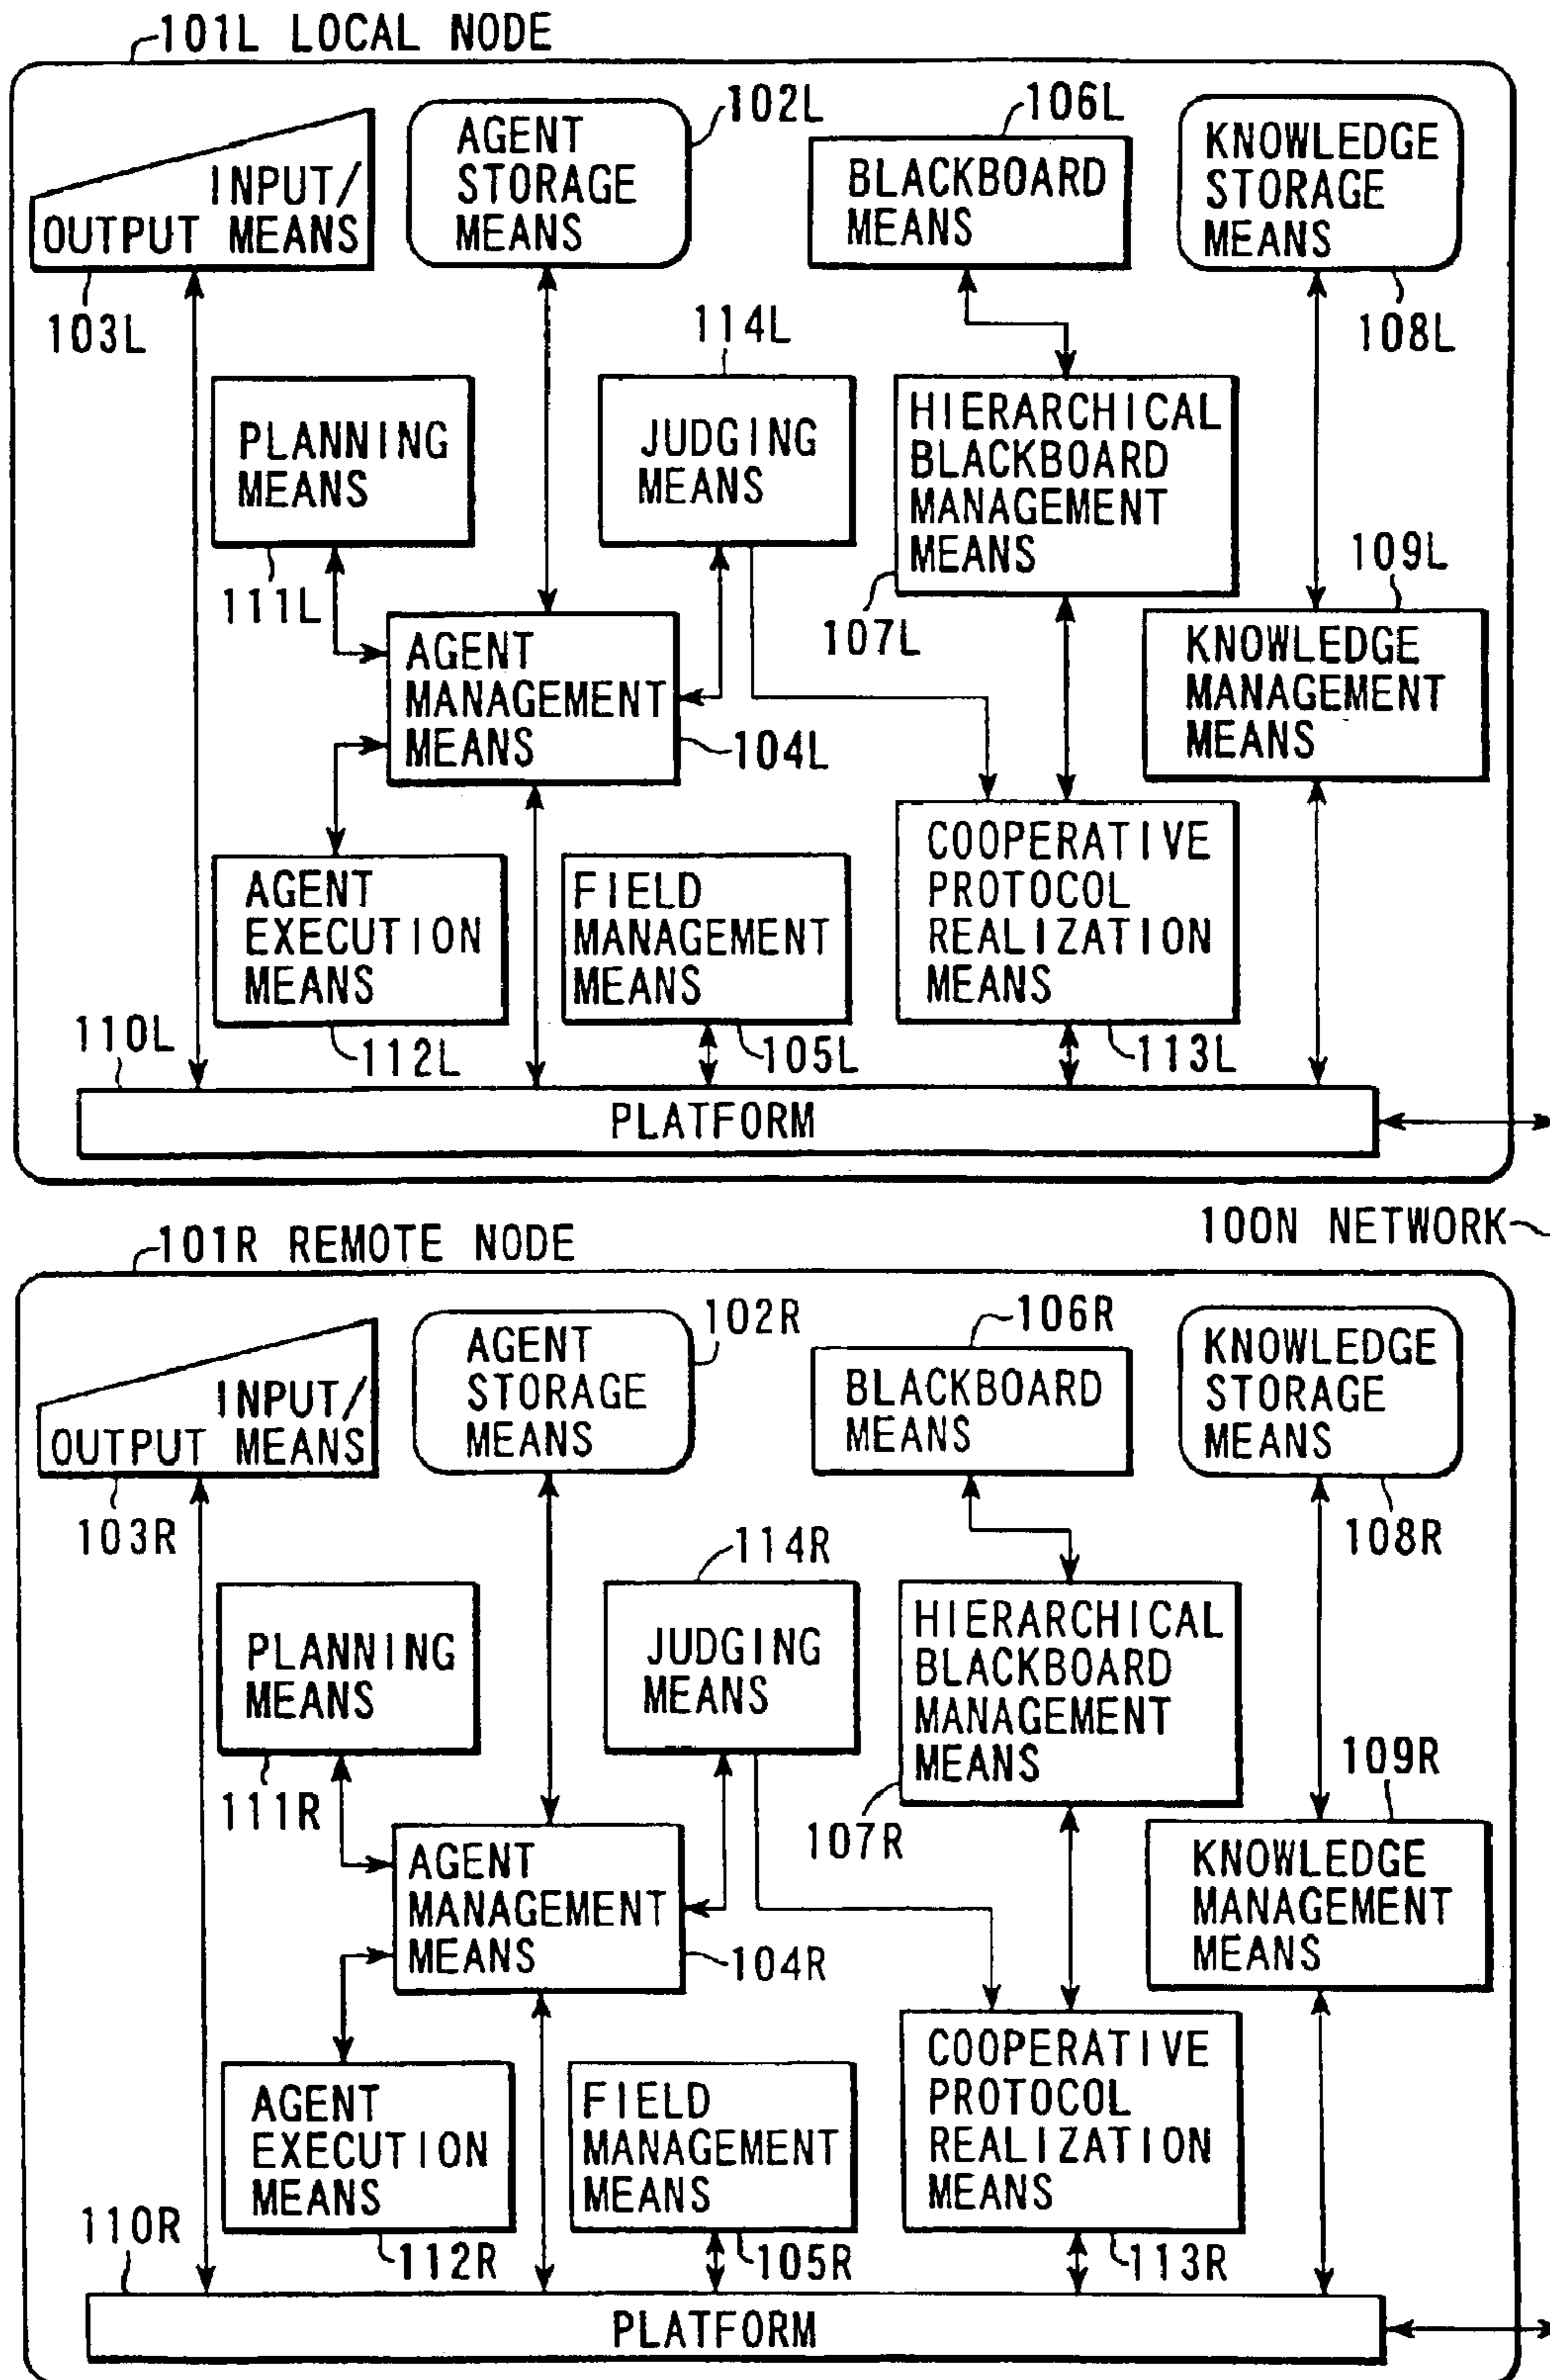 101L LOCAL NODE
102L
106L
INPUT/
OUTPUT MEANS
AGENT
STORAGE
MEANS
BLACKBOARD
MEANS
KNOWLEDGE
STORAGE
MEANS
103L
114L
108L
PLANNING
MEANS
JUDGING
MEANS
HIERARCHICAL
BLACKBOARD
MANAGEMENT
MEANS
109L
111L
107L
AGENT
MANAGEMENT
MEANS
KNOWLEDGE
MANAGEMENT
MEANS
104L
AGENT
EXECUTION
MEANS
FIELD
MANAGEMENT
MEANS
COOPERATIVE
PROTOCOL
REALIZATION
MEANS
110L
112L
105L
113L
PLATFORM
100N NETWORK
101R REMOTE NODE
102R
106R
INPUT/
OUTPUT MEANS
AGENT
STORAGE
MEANS
BLACKBOARD
MEANS
KNOWLEDGE
STORAGE
MEANS
103R
114R
108R
PLANNING
MEANS
JUDGING
MEANS
HIERARCHICAL
BLACKBOARD
MANAGEMENT
MEANS
109R
111R
107R
AGENT
MANAGEMENT
MEANS
KNOWLEDGE
MANAGEMENT
MEANS
104R
AGENT
EXECUTION
MEANS
FIELD
MANAGEMENT
MEANS
COOPERATIVE
PROTOCOL
REALIZATION
MEANS
110R
112R
105R
113R
PLATFORM